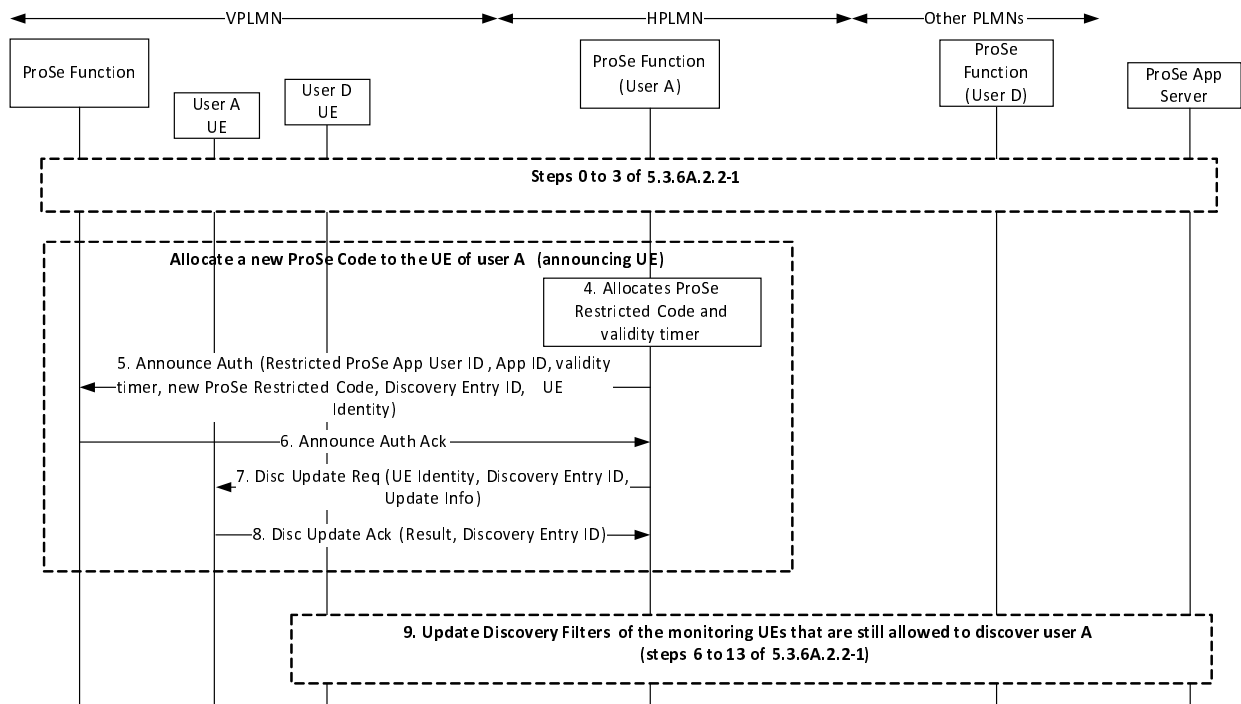 VPLMN
HPLMN
Other PLMNs
ProSe Function
User A
UE
User D
UE
ProSe Function
(User A)
ProSe
Function
(User D)
ProSe App
Server
Steps 0 to 3 of 5.3.6A.2.2-1
Allocate a new ProSe Code to the UE of user A (announcing UE)
4. Allocates ProSe
Restricted Code and
validity timer
5. Announce Auth (Restricted ProSe App User ID, App ID, validity
timer, new ProSe Restricted Code, Discovery Entry ID, UE
Identity)
6. Announce Auth Ack
7. Disc Update Req (UE Identity, Discovery Entry ID,
Update Info)
8. Disc Update Ack (Result, Discovery Entry ID)
9. Update Discovery Filters of the monitoring UEs that are still allowed to discover user A
(steps 6 to 13 of 5.3.6A.2.2-1)